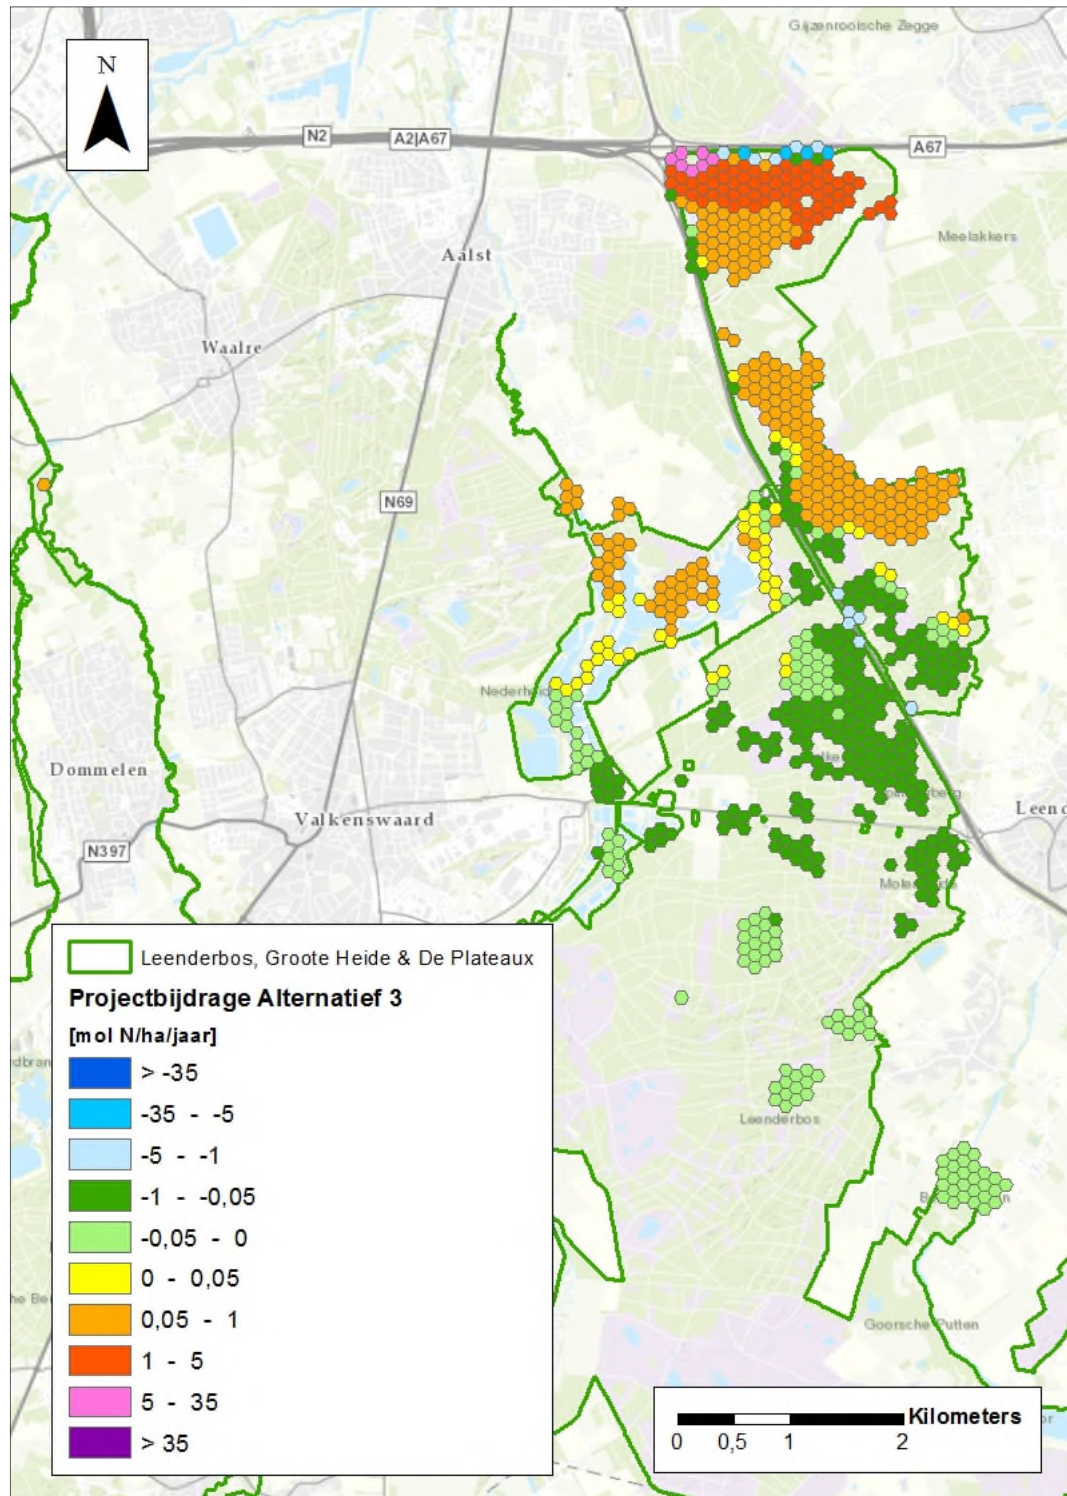 Gijzenrooische Zegge
N
N2
A2|A67
A67
Meelakkers
Aalst
Waalre
N69
Nederheide
Dommelen
Valkenswaard
N397
Leenderbos, Groote Heide & De Plateaux
Projectbijdrage Alternatief 3
[mol N/ha/jaar]
> -35
-35 - -5
-5 - -1
-1 - -0,05
-0,05 - 0
0 - 0,05
0,05 - 1
1 - 5
5 - 35
> 35
Leenderbos
Goorsche Putten
Kilometers
0 0,5 1 2